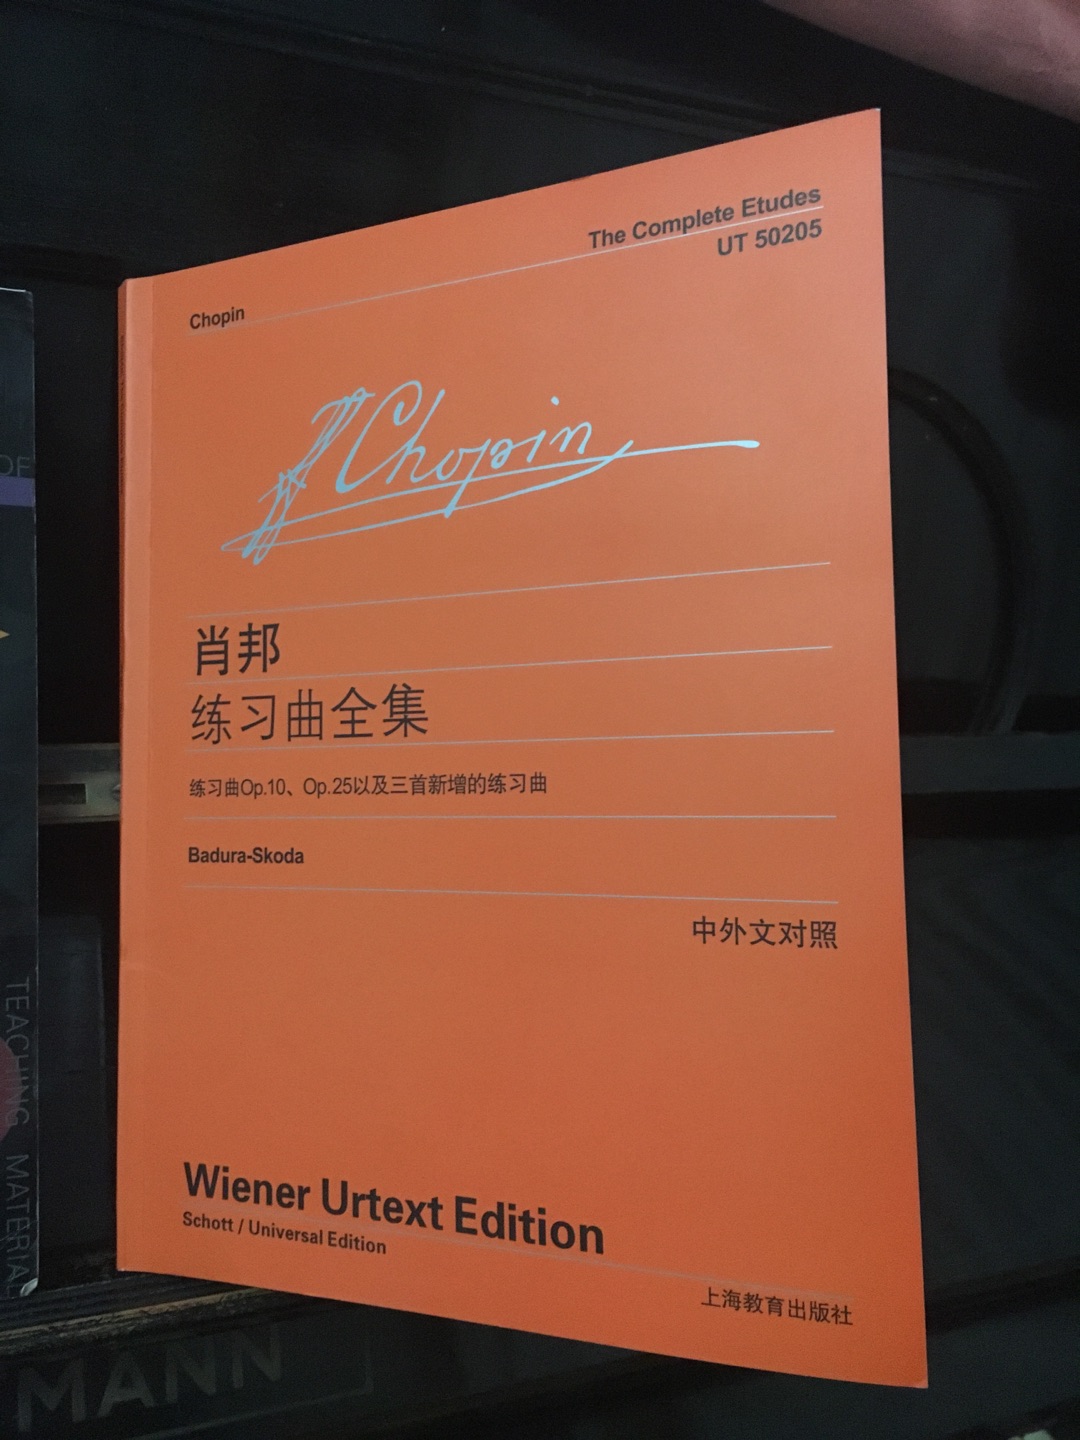 The Complete Etudes
UT 50205
Chopin
Chopin
肖邦
练习曲全集
练习曲Op.10、Op.25以及三首新增的练习曲
Badura-Skoda
中外文对照
Wiener Urtext Edition
Schott / Universal Edition
上海教育出版社
OF
TEACHING MATERIAL
MANN